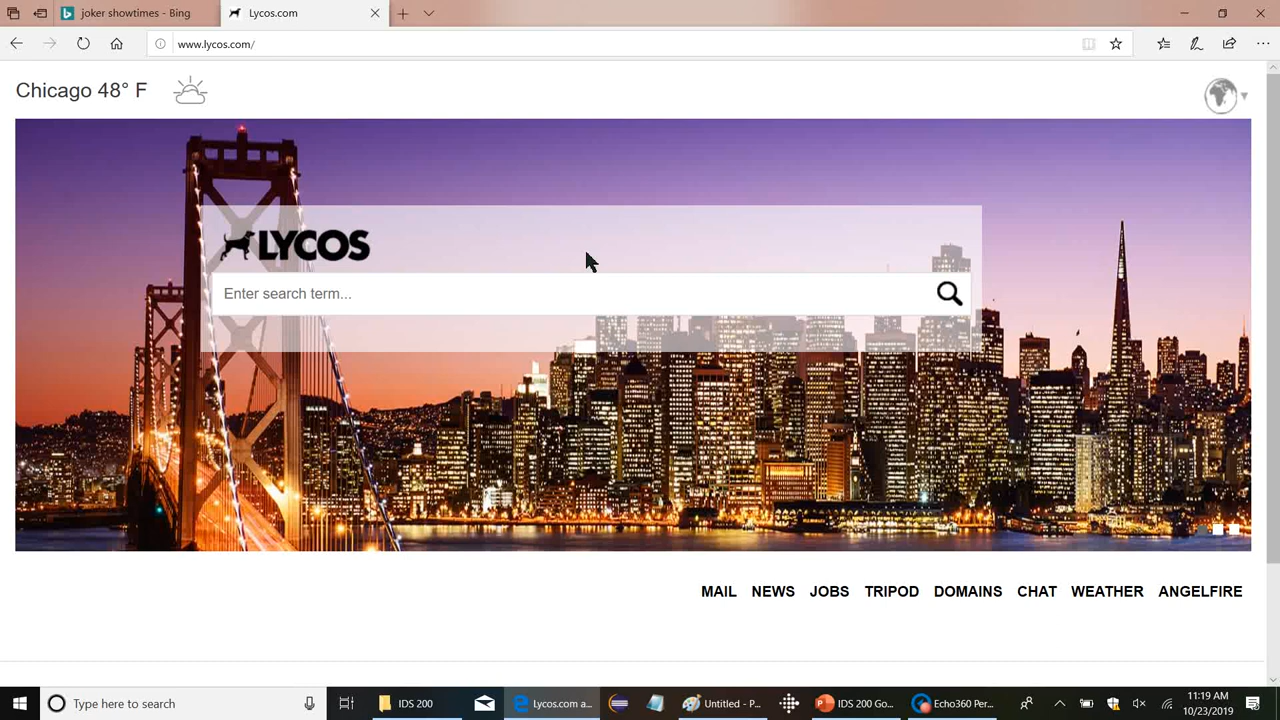 joker showtimes - Bing
Lycos.com
www.lycos.com/
Chicago 48° F
LYCOS
Enter search term...
MAIL NEWS JOBS TRIPOD DOMAINS CHAT WEATHER ANGELFIRE
Type here to search
IDS 200
Lycos.com a...
Untitled - P...
IDS 200 Go...
Echo360 Per...
11:19 AM
10/23/2019